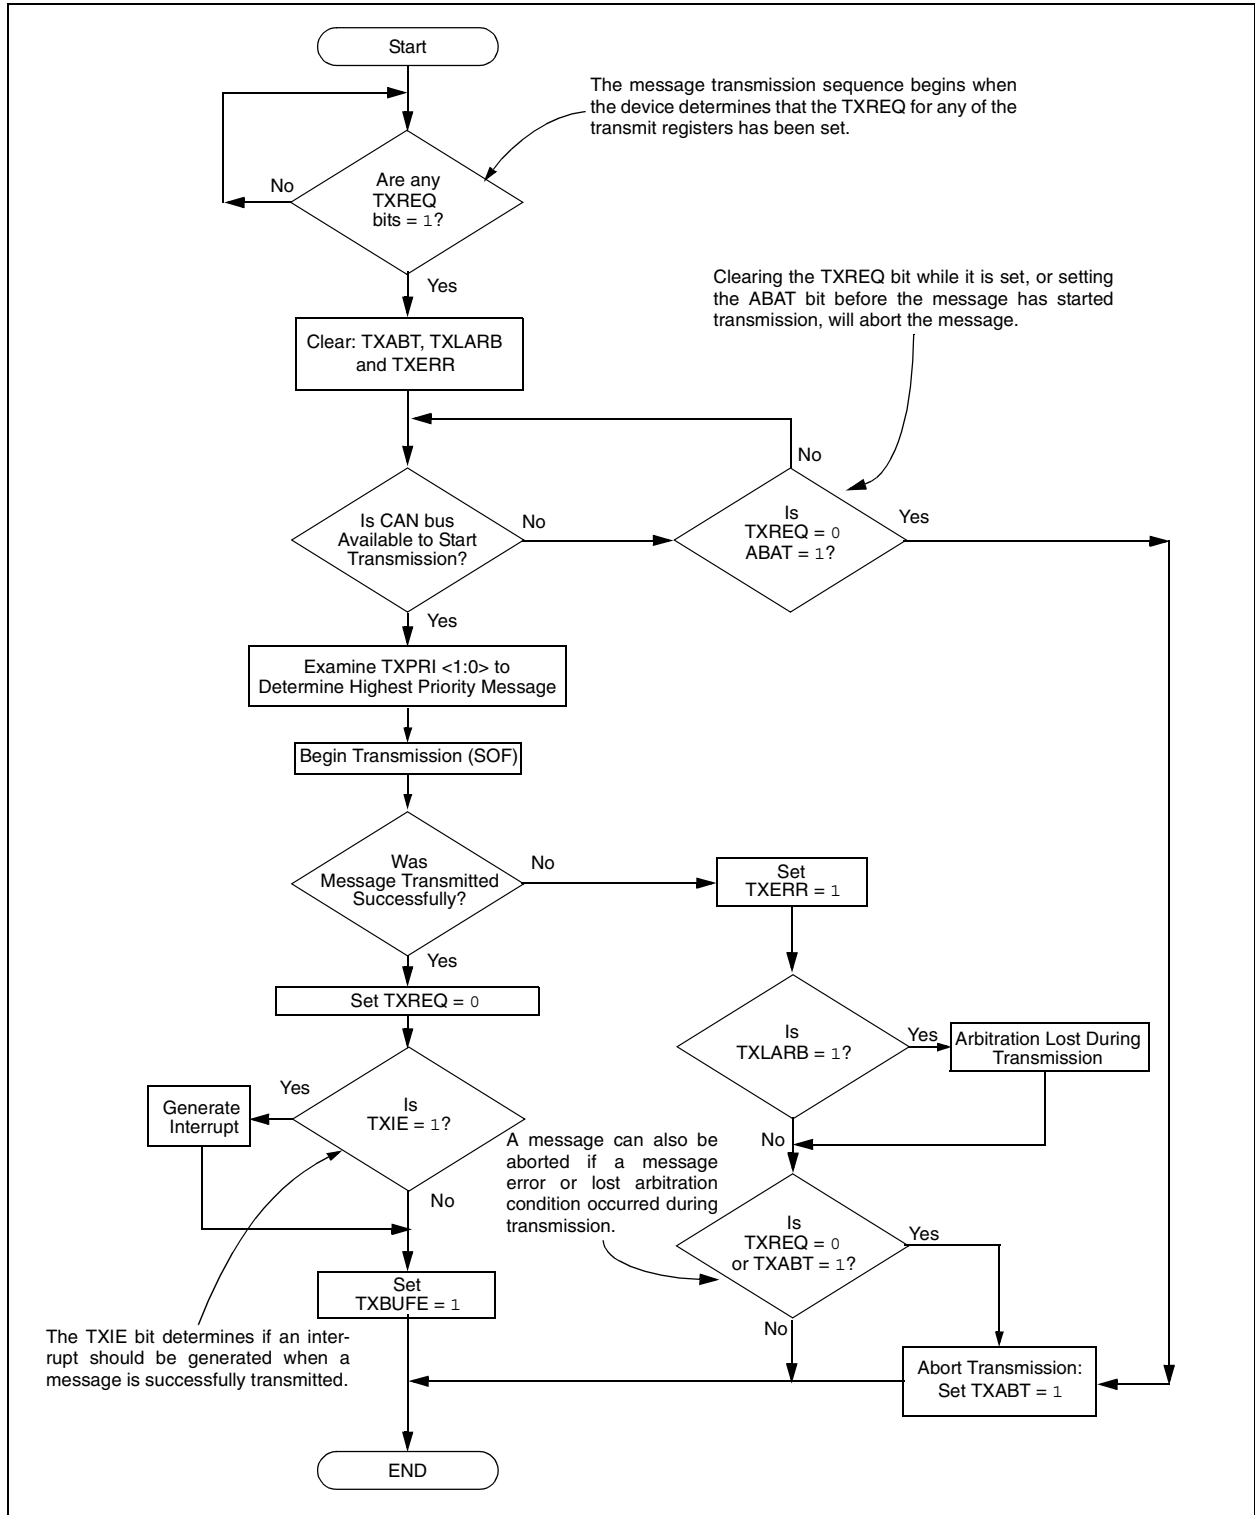 Start
The message transmission sequence begins when
the device determines that the TXREQ for any of the
transmit registers has been set.
Are any
TXREQ
bits = 1?
No
Yes
Clearing the TXREQ bit while it is set, or setting
the ABAT bit before the message has started
transmission, will abort the message.
Clear: TXABT, TXLARB
and TXERR
No
Is CAN bus
Available to Start
Transmission?
No
Is
TXREQ = 0
ABAT = 1?
Yes
Yes
Examine TXPRI <1:0> to
Determine Highest Priority Message
Begin Transmission (SOF)
Was
Message Transmitted
Successfully?
No
Set
TXERR = 1
Yes
Set TXREQ = 0
Is
TXLARB = 1?
Yes
Arbitration Lost During
Transmission
Yes
Generate
Interrupt
Is
TXIE = 1?
No
A message can also be
aborted if a message
error or lost arbitration
condition occurred during
transmission.
No
Is
TXREQ = 0
or TXABT = 1?
Yes
Set
TXBUFE = 1
No
The TXIE bit determines if an inter-
rupt should be generated when a
message is successfully transmitted.
Abort Transmission:
Set TXABT = 1
END